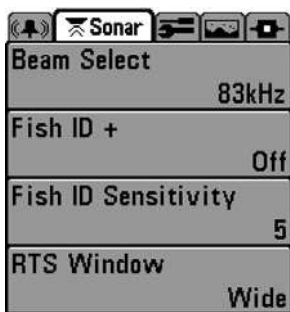 Sonar
Beam Select
83kHz
Fish ID +
Off
Fish ID Sensitivity
5
RTS Window
Wide